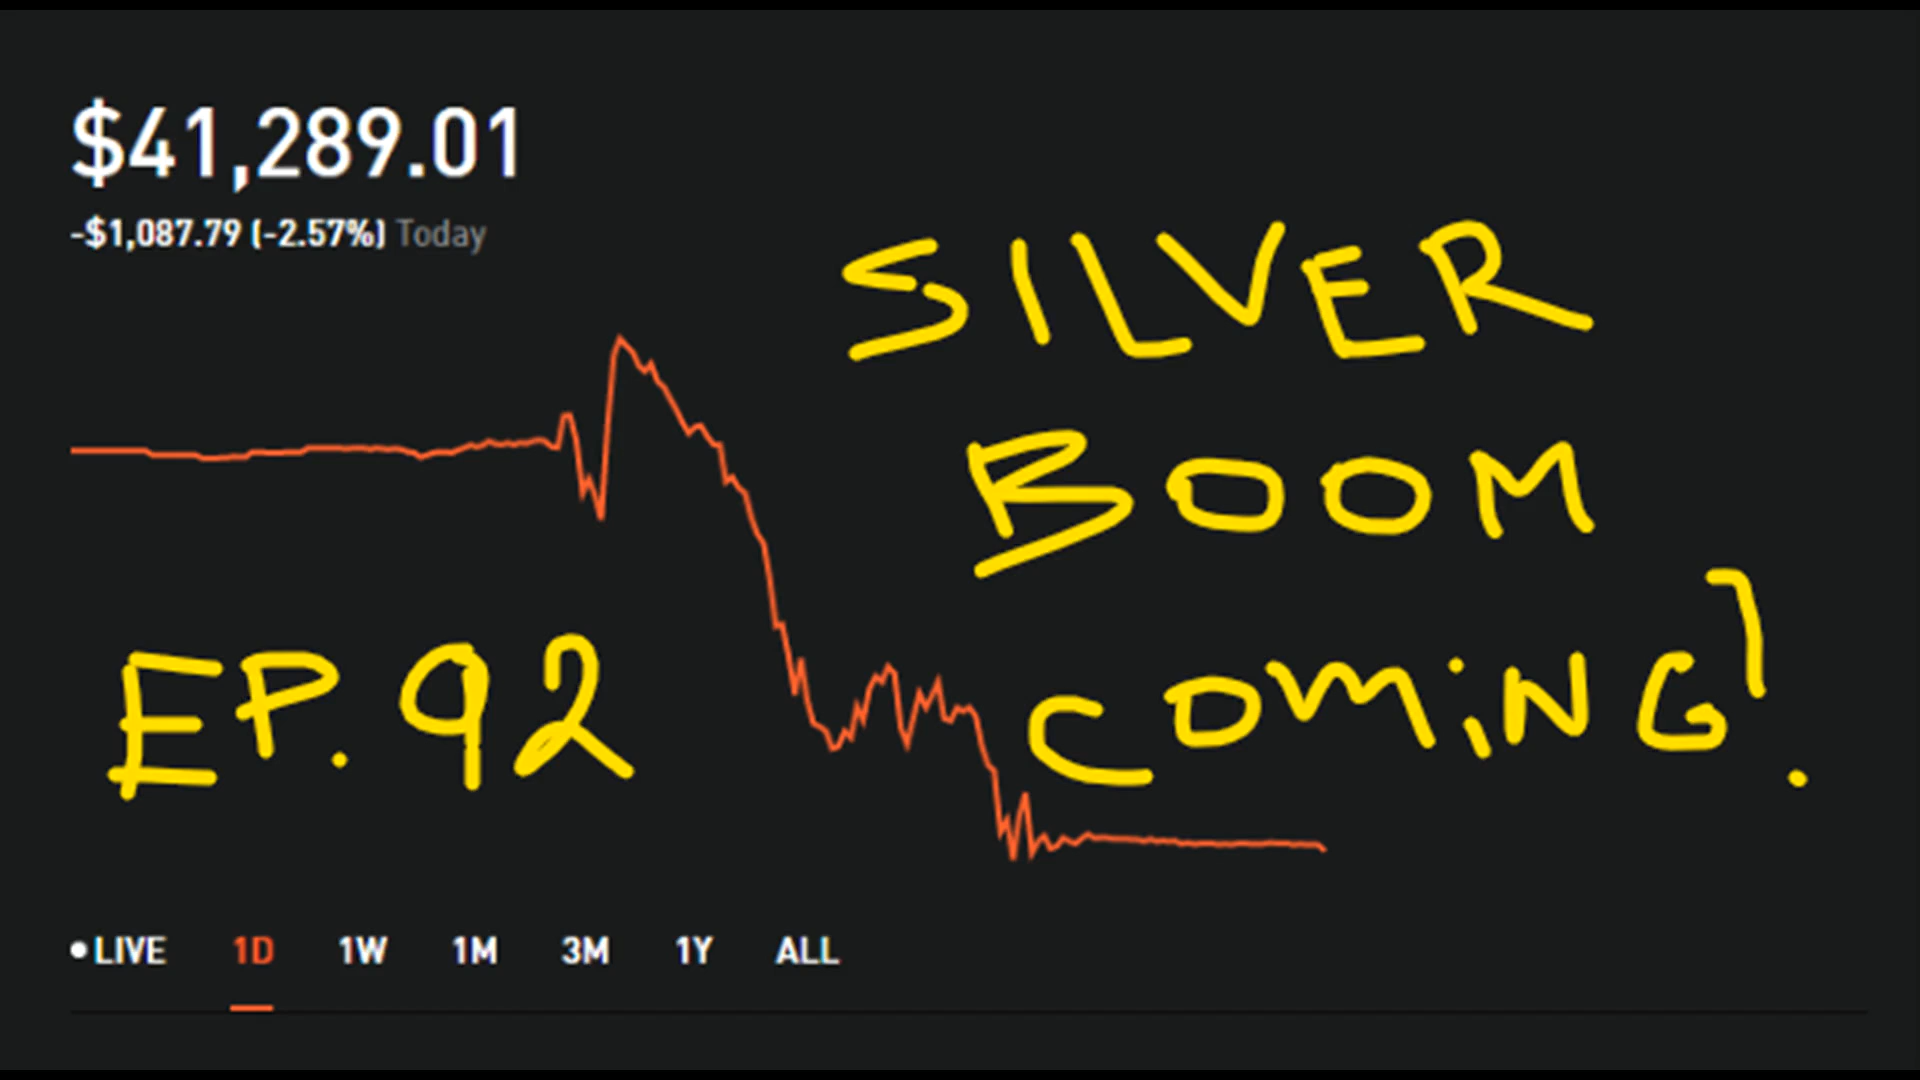 $41,289.01
-$1,087.79 (-2.57%) Today
SILVER
BOOM
COMiNG?
EP. 92
LIVE 1D 1W 1M 3M 1Y ALL